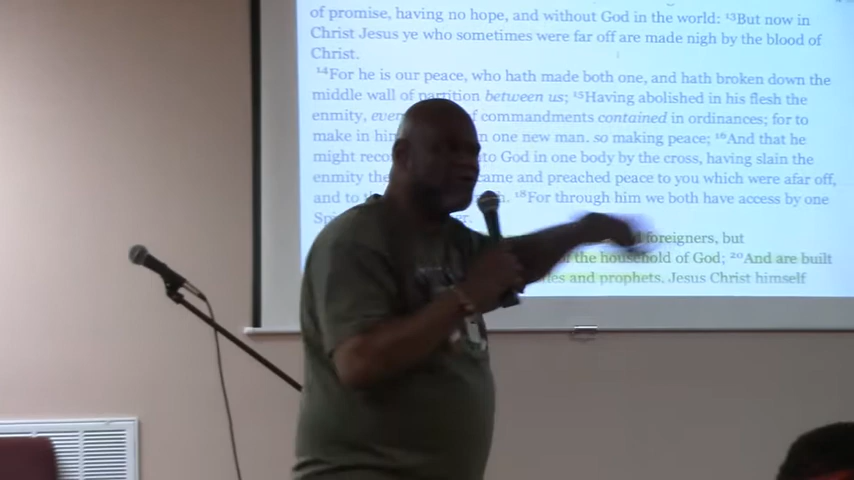 of promise, having no hope, and without God in the world: ¹³But now in
Christ Jesus ye who sometimes were far off are made nigh by the blood of
Christ.
¹⁴For he is our peace, who hath made both one, and hath broken down the
middle wall of partition between us; ¹⁵Having abolished in his flesh the
enmity, even of commandments contained in ordinances; for to
make in him one new man, so making peace; ¹⁶And that he
might God in one body by the cross, having slain the
enmity came and preached peace to you which were afar off,
and to ¹⁸For through him we both have access by one
foreigners, but
of the household of God; ²⁰And are built
and prophets, Jesus Christ himself